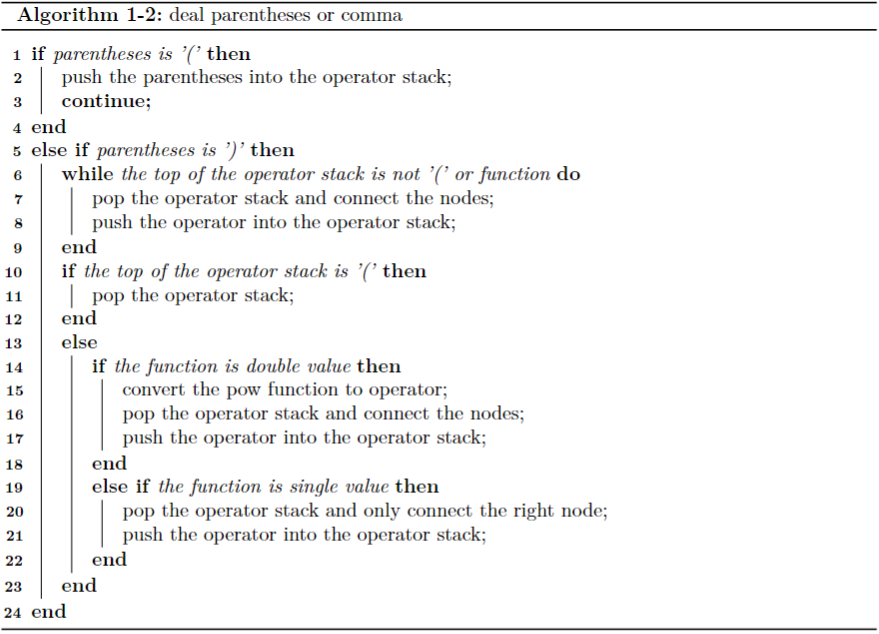 Algorithm 1-2: deal parentheses or comma
1 if parentheses is '(' then
2 push the parentheses into the operator stack;
3 continue;
4 end
5 else if parentheses is ')' then
6 while the top of the operator stack is not '(' or function do
7 pop the operator stack and connect the nodes;
8 push the operator into the operator stack;
9 end
10 if the top of the operator stack is '(' then
11 pop the operator stack;
12 end
13 else
14 if the function is double value then
15 convert the pow function to operator;
16 pop the operator stack and connect the nodes;
17 push the operator into the operator stack;
18 end
19 else if the function is single value then
20 pop the operator stack and only connect the right node;
21 push the operator into the operator stack;
22 end
23 end
24 end